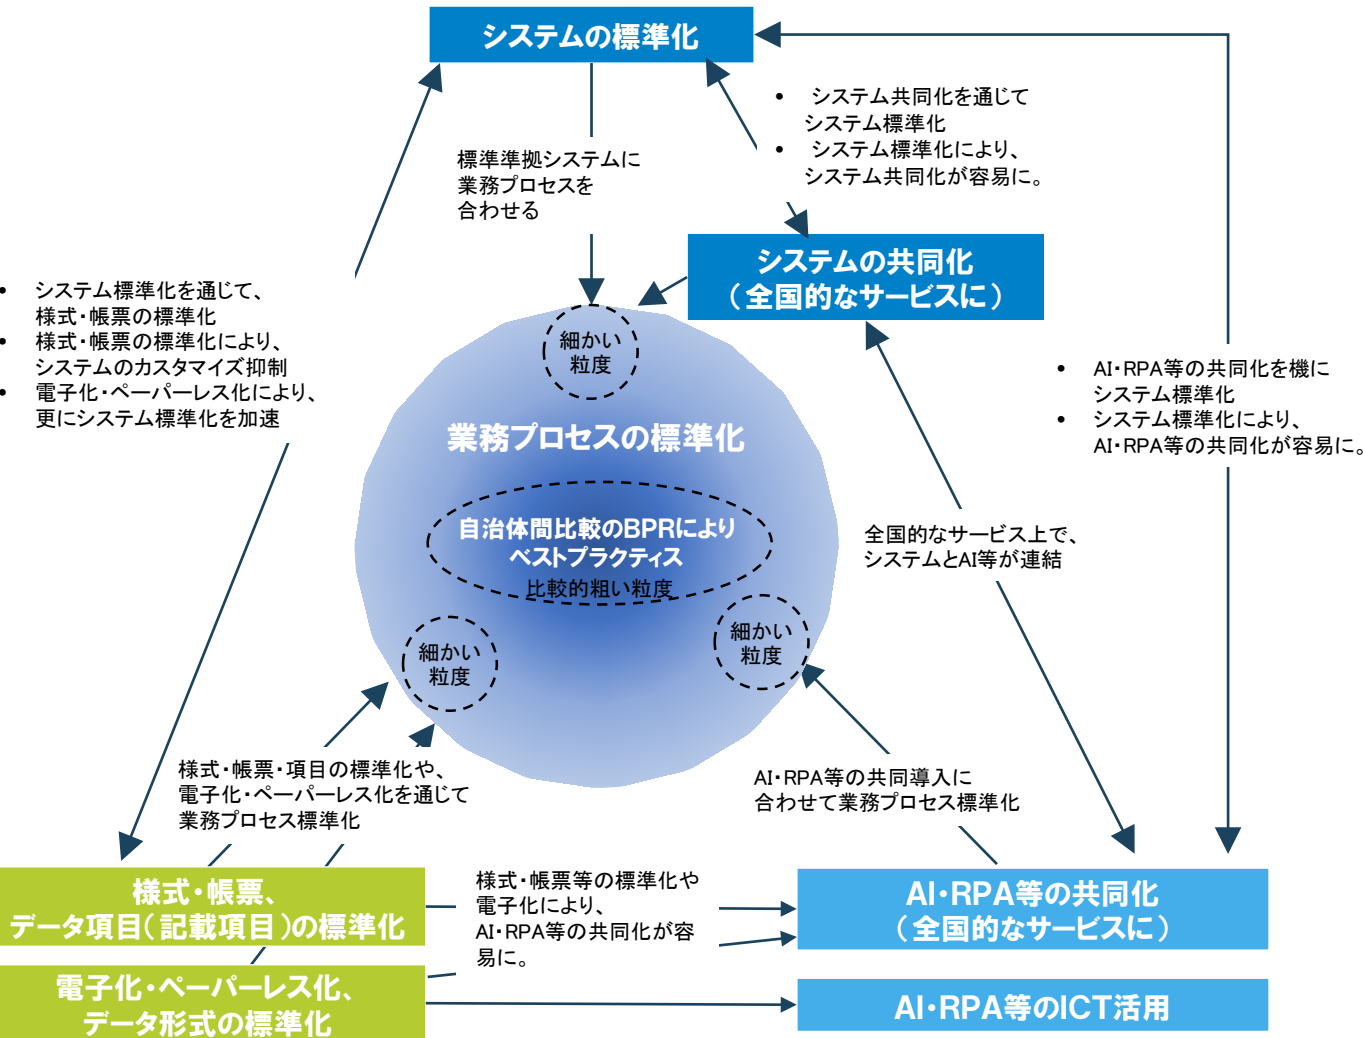 システムの標準化
• システム共同化を通じて
システム標準化
• システム標準化により、
システム共同化が容易に。
標準準拠システムに
業務プロセスを
合わせる
システムの共同化
（全国的なサービスに）
• システム標準化を通じて、
様式・帳票の標準化
• 様式・帳票の標準化により、
システムのカスタマイズ抑制
• 電子化・ペーパーレス化により、
更にシステム標準化を加速
細かい
粒度
• AI・RPA等の共同化を機に
システム標準化
• システム標準化により、
AI・RPA等の共同化が容易に。
業務プロセスの標準化
自治体間比較のBPRにより
ベストプラクティス
比較的粗い粒度
全国的なサービス上で、
システムとAI等が連結
細かい
粒度
細かい
粒度
様式・帳票・項目の標準化や、
電子化・ペーパーレス化を通じて
業務プロセス標準化
AI・RPA等の共同導入に
合わせて業務プロセス標準化
様式・帳票、
データ項目（記載項目）の標準化
様式・帳票等の標準化や
電子化により、
AI・RPA等の共同化が容
易に。
AI・RPA等の共同化
（全国的なサービスに）
電子化・ペーパーレス化、
データ形式の標準化
AI・RPA等のICT活用